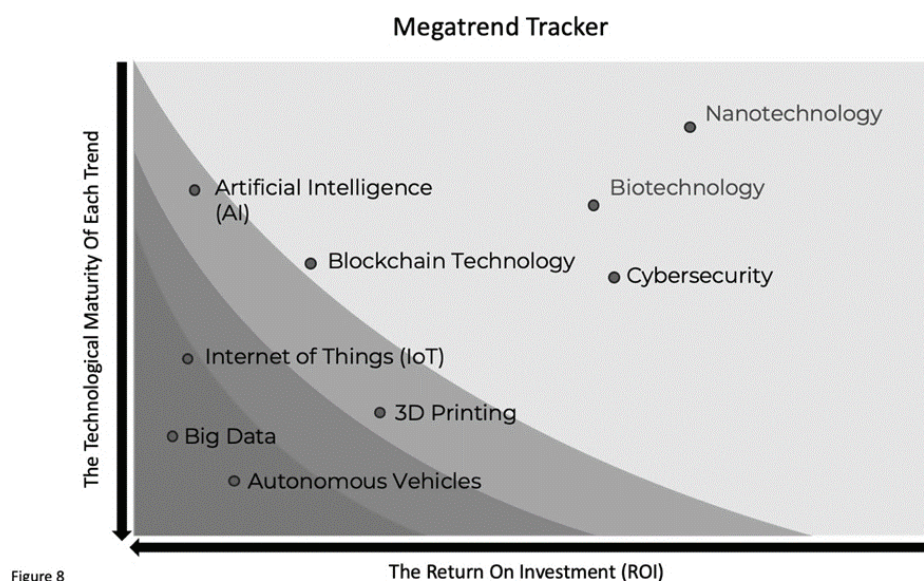 Megatrend Tracker
The Technological Maturity Of Each Trend
Nanotechnology
Biotechnology
Artificial Intelligence
(AI)
Blockchain Technology
Cybersecurity
Internet of Things (IoT)
3D Printing
Big Data
Autonomous Vehicles
The Return On Investment (ROI)
Figure 8